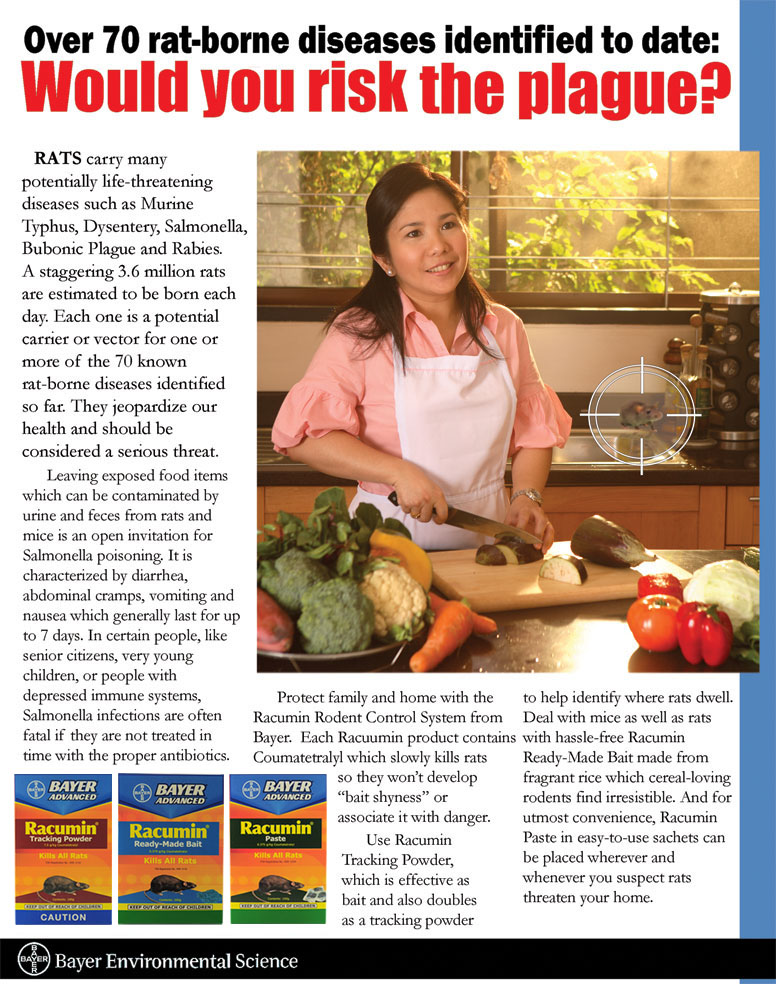 Over 70 rat-borne diseases identified to date:
Would you risk the plague?
RATS carry many
potentially life-threatening
diseases such as Murine
Typhus, Dysentery, Salmonella,
Bubonic Plague and Rabies.
A staggering 3.6 million rats
are estimated to be born each
day. Each one is a potential
carrier or vector for one or
more of the 70 known
rat-borne diseases identified
so far. They jeopardize our
health and should be
considered a serious threat.
Leaving exposed food items
which can be contaminated by
urine and feces from rats and
mice is an open invitation for
Salmonella poisoning. It is
characterized by diarrhea,
abdominal cramps, vomiting and
nausea which generally last for up
to 7 days. In certain people, like
senior citizens, very young
children, or people with
depressed immune systems,
Salmonella infections are often
fatal if they are not treated in
time with the proper antibiotics.
Protect family and home with the
Racumin Rodent Control System from
Bayer. Each Racuumin product contains
Coumatetralyl which slowly kills rats
so they won't develop
"bait shyness" or
associate it with danger.
Use Racumin
Tracking Powder,
which is effective as
bait and also doubles
as a tracking powder
to help identify where rats dwell.
Deal with mice as well as rats
with hassle-free Racumin
Ready-Made Bait made from
fragrant rice which cereal-loving
rodents find irresistible. And for
utmost convenience, Racumin
Paste in easy-to-use sachets can
be placed wherever and
whenever you suspect rats
threaten your home.
BAYER
ADVANCED
Racumin®
Tracking Powder
Kills All Rats
KEEP OUT OF REACH OF CHILDREN
CAUTION
BAYER
ADVANCED
Racumin®
Ready-Made Bait
Kills All Rats
KEEP OUT OF REACH OF CHILDREN
BAYER
ADVANCED
Racumin®
Paste
Kills All Rats
KEEP OUT OF REACH OF CHILDREN
BAYER
Bayer Environmental Science